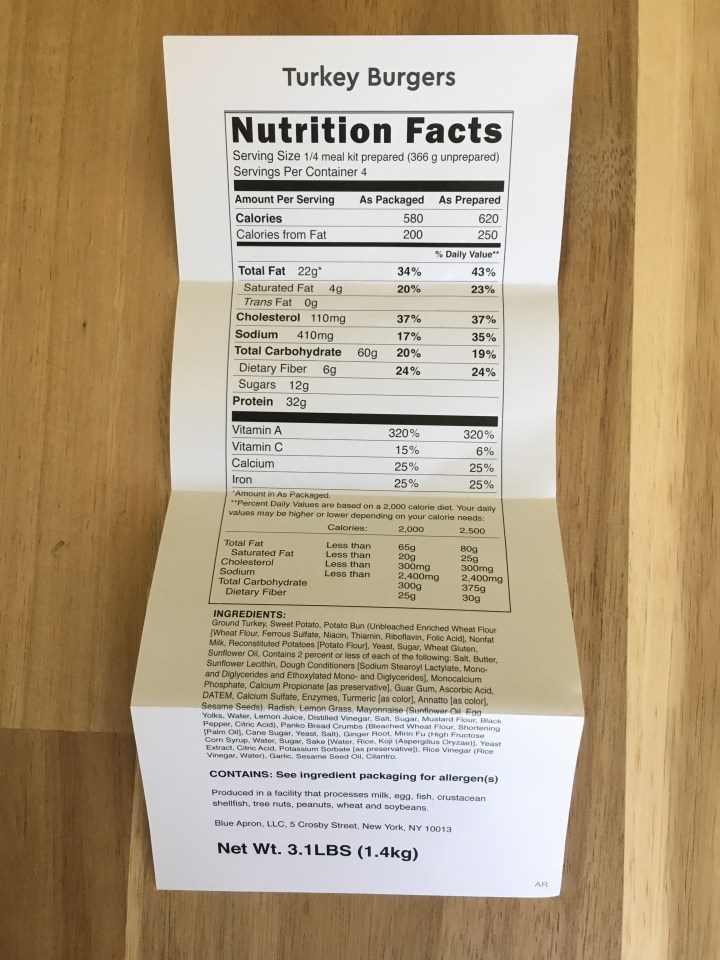 Turkey Burgers
Nutrition Facts
Serving Size 1/4 meal kit prepared (366 g unprepared)
Servings Per Container 4
Amount Per Serving As Packaged As Prepared
Calories 580 620
Calories from Fat 200 250
% Daily Value**
Total Fat 22g* 34% 43%
Saturated Fat 4g 20% 23%
Trans Fat 0g
Cholesterol 110mg 37% 37%
Sodium 410mg 17% 35%
Total Carbohydrate 60g 20% 19%
Dietary Fiber 6g 24% 24%
Sugars 12g
Protein 32g
Vitamin A 320% 320%
Vitamin C 15% 6%
Calcium 25% 25%
Iron 25% 25%
*Amount in As Packaged.
**Percent Daily Values are based on a 2,000 calorie diet. Your daily
values may be higher or lower depending on your calorie needs:
Calories: 2,000 2,500
Total Fat Less than 65g 80g
Saturated Fat Less than 20g 25g
Cholesterol Less than 300mg 300mg
Sodium Less than 2,400mg 2,400mg
Total Carbohydrate 300g 375g
Dietary Fiber 25g 30g
INGREDIENTS:
Ground Turkey, Sweet Potato, Potato Bun (Unbleached Enriched Wheat Flour
[Wheat Flour, Ferrous Sulfate, Niacin, Thiamin, Riboflavin, Folic Acid], Nonfat
Milk, Reconstituted Potatoes [Potato Flour], Yeast, Sugar, Wheat Gluten,
Sunflower Oil, Contains 2 percent or less of each of the following: Salt, Butter,
Sunflower Lecithin, Dough Conditioners [Sodium Stearoyl Lactylate, Mono-
and Diglycerides and Ethoxylated Mono- and Diglycerides], Monocalcium
Phosphate, Calcium Propionate [as preservative], Guar Gum, Ascorbic Acid,
DATEM, Calcium Sulfate, Enzymes, Turmeric [as color], Annatto [as color],
Sesame Seeds), Radish, Lemon Grass, Mayonnaise (Sunflower Oil, Egg
Yolks, Water, Lemon Juice, Distilled Vinegar, Salt, Sugar, Mustard Flour, Black
Pepper, Citric Acid), Panko Bread Crumbs (Bleached Wheat Flour, Shortening
[Palm Oil], Cane Sugar, Yeast, Salt), Ginger Root, Mirin Fu (High Fructose
Corn Syrup, Water, Sugar, Sake [Water, Rice, Koji (Aspergillus Oryzae)], Yeast
Extract, Citric Acid, Potassium Sorbate [as preservative]), Rice Vinegar (Rice
Vinegar, Water), Garlic, Sesame Seed Oil, Cilantro.
CONTAINS: See ingredient packaging for allergen(s)
Produced in a facility that processes milk, egg, fish, crustacean
shellfish, tree nuts, peanuts, wheat and soybeans.
Blue Apron, LLC, 5 Crosby Street, New York, NY 10013
Net Wt. 3.1LBS (1.4kg)
AR